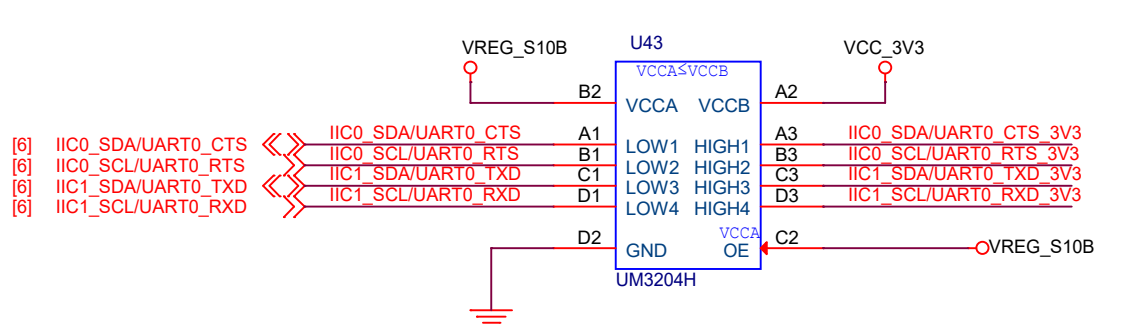 VREG_S10B U43 VCC_3V3
VCCA≤VCCB
B2 VCCA VCCB A2
[6] IIC0_SDA/UART0_CTS IIC0_SDA/UART0_CTS A1 LOW1 HIGH1 A3 IIC0_SDA/UART0_CTS_3V3
[6] IIC0_SCL/UART0_RTS IIC0_SCL/UART0_RTS B1 LOW2 HIGH2 B3 IIC0_SCL/UART0_RTS_3V3
[6] IIC1_SDA/UART0_TXD IIC1_SDA/UART0_TXD C1 LOW3 HIGH3 C3 IIC1_SDA/UART0_TXD_3V3
[6] IIC1_SCL/UART0_RXD IIC1_SCL/UART0_RXD D1 LOW4 HIGH4 D3 IIC1_SCL/UART0_RXD_3V3
VCCA
D2 GND OE C2 VREG_S10B
UM3204H